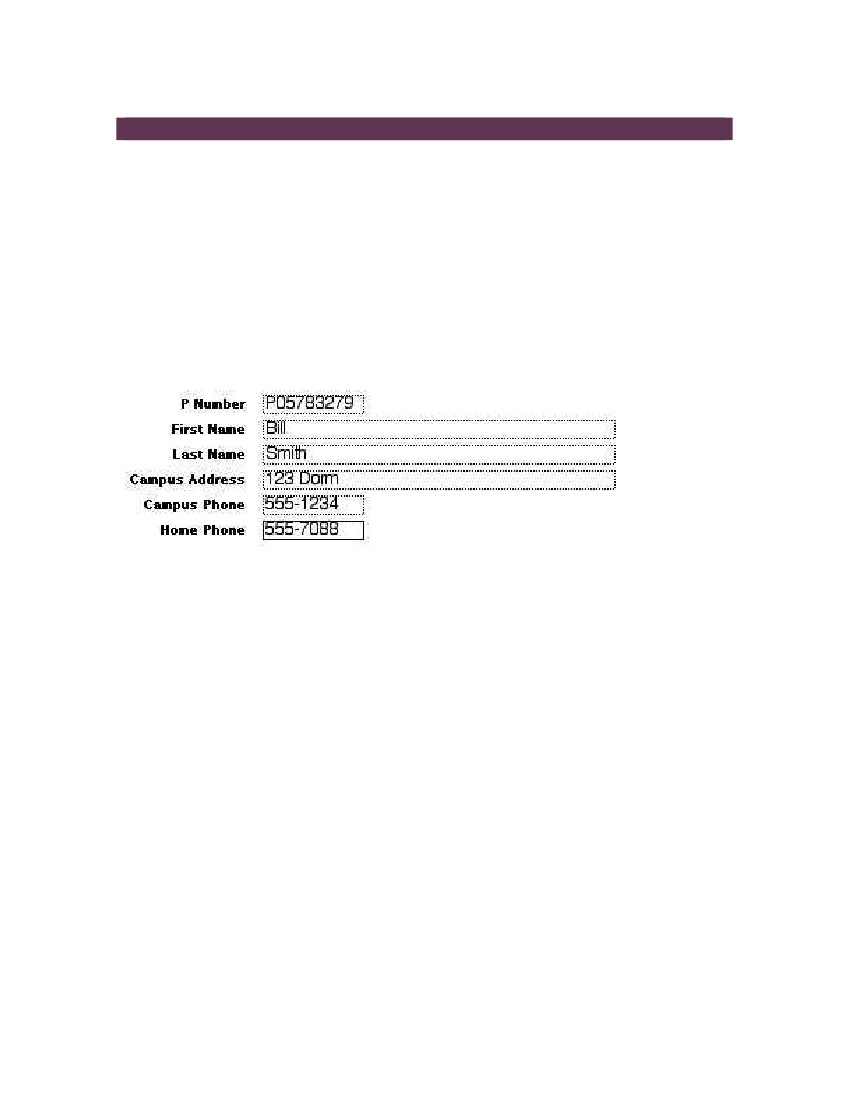 P Number P05783279
First Name Bill
Last Name Smith
Campus Address 123 Dorm
Campus Phone 555-1234
Home Phone 555-7088